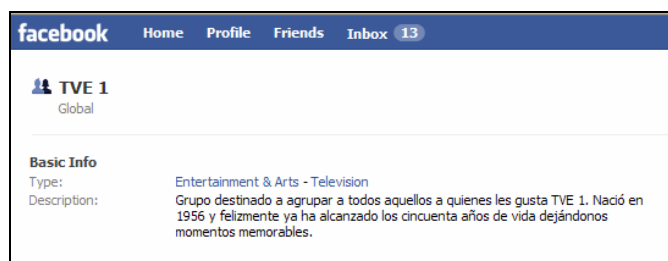 facebook Home Profile Friends Inbox 13
TVE 1
Global
Basic Info
Type: Entertainment & Arts - Television
Description: Grupo destinado a agrupar a todos aquellos a quienes les gusta TVE 1. Nació en
1956 y felizmente ya ha alcanzado los cincuenta años de vida dejándonos
momentos memorables.